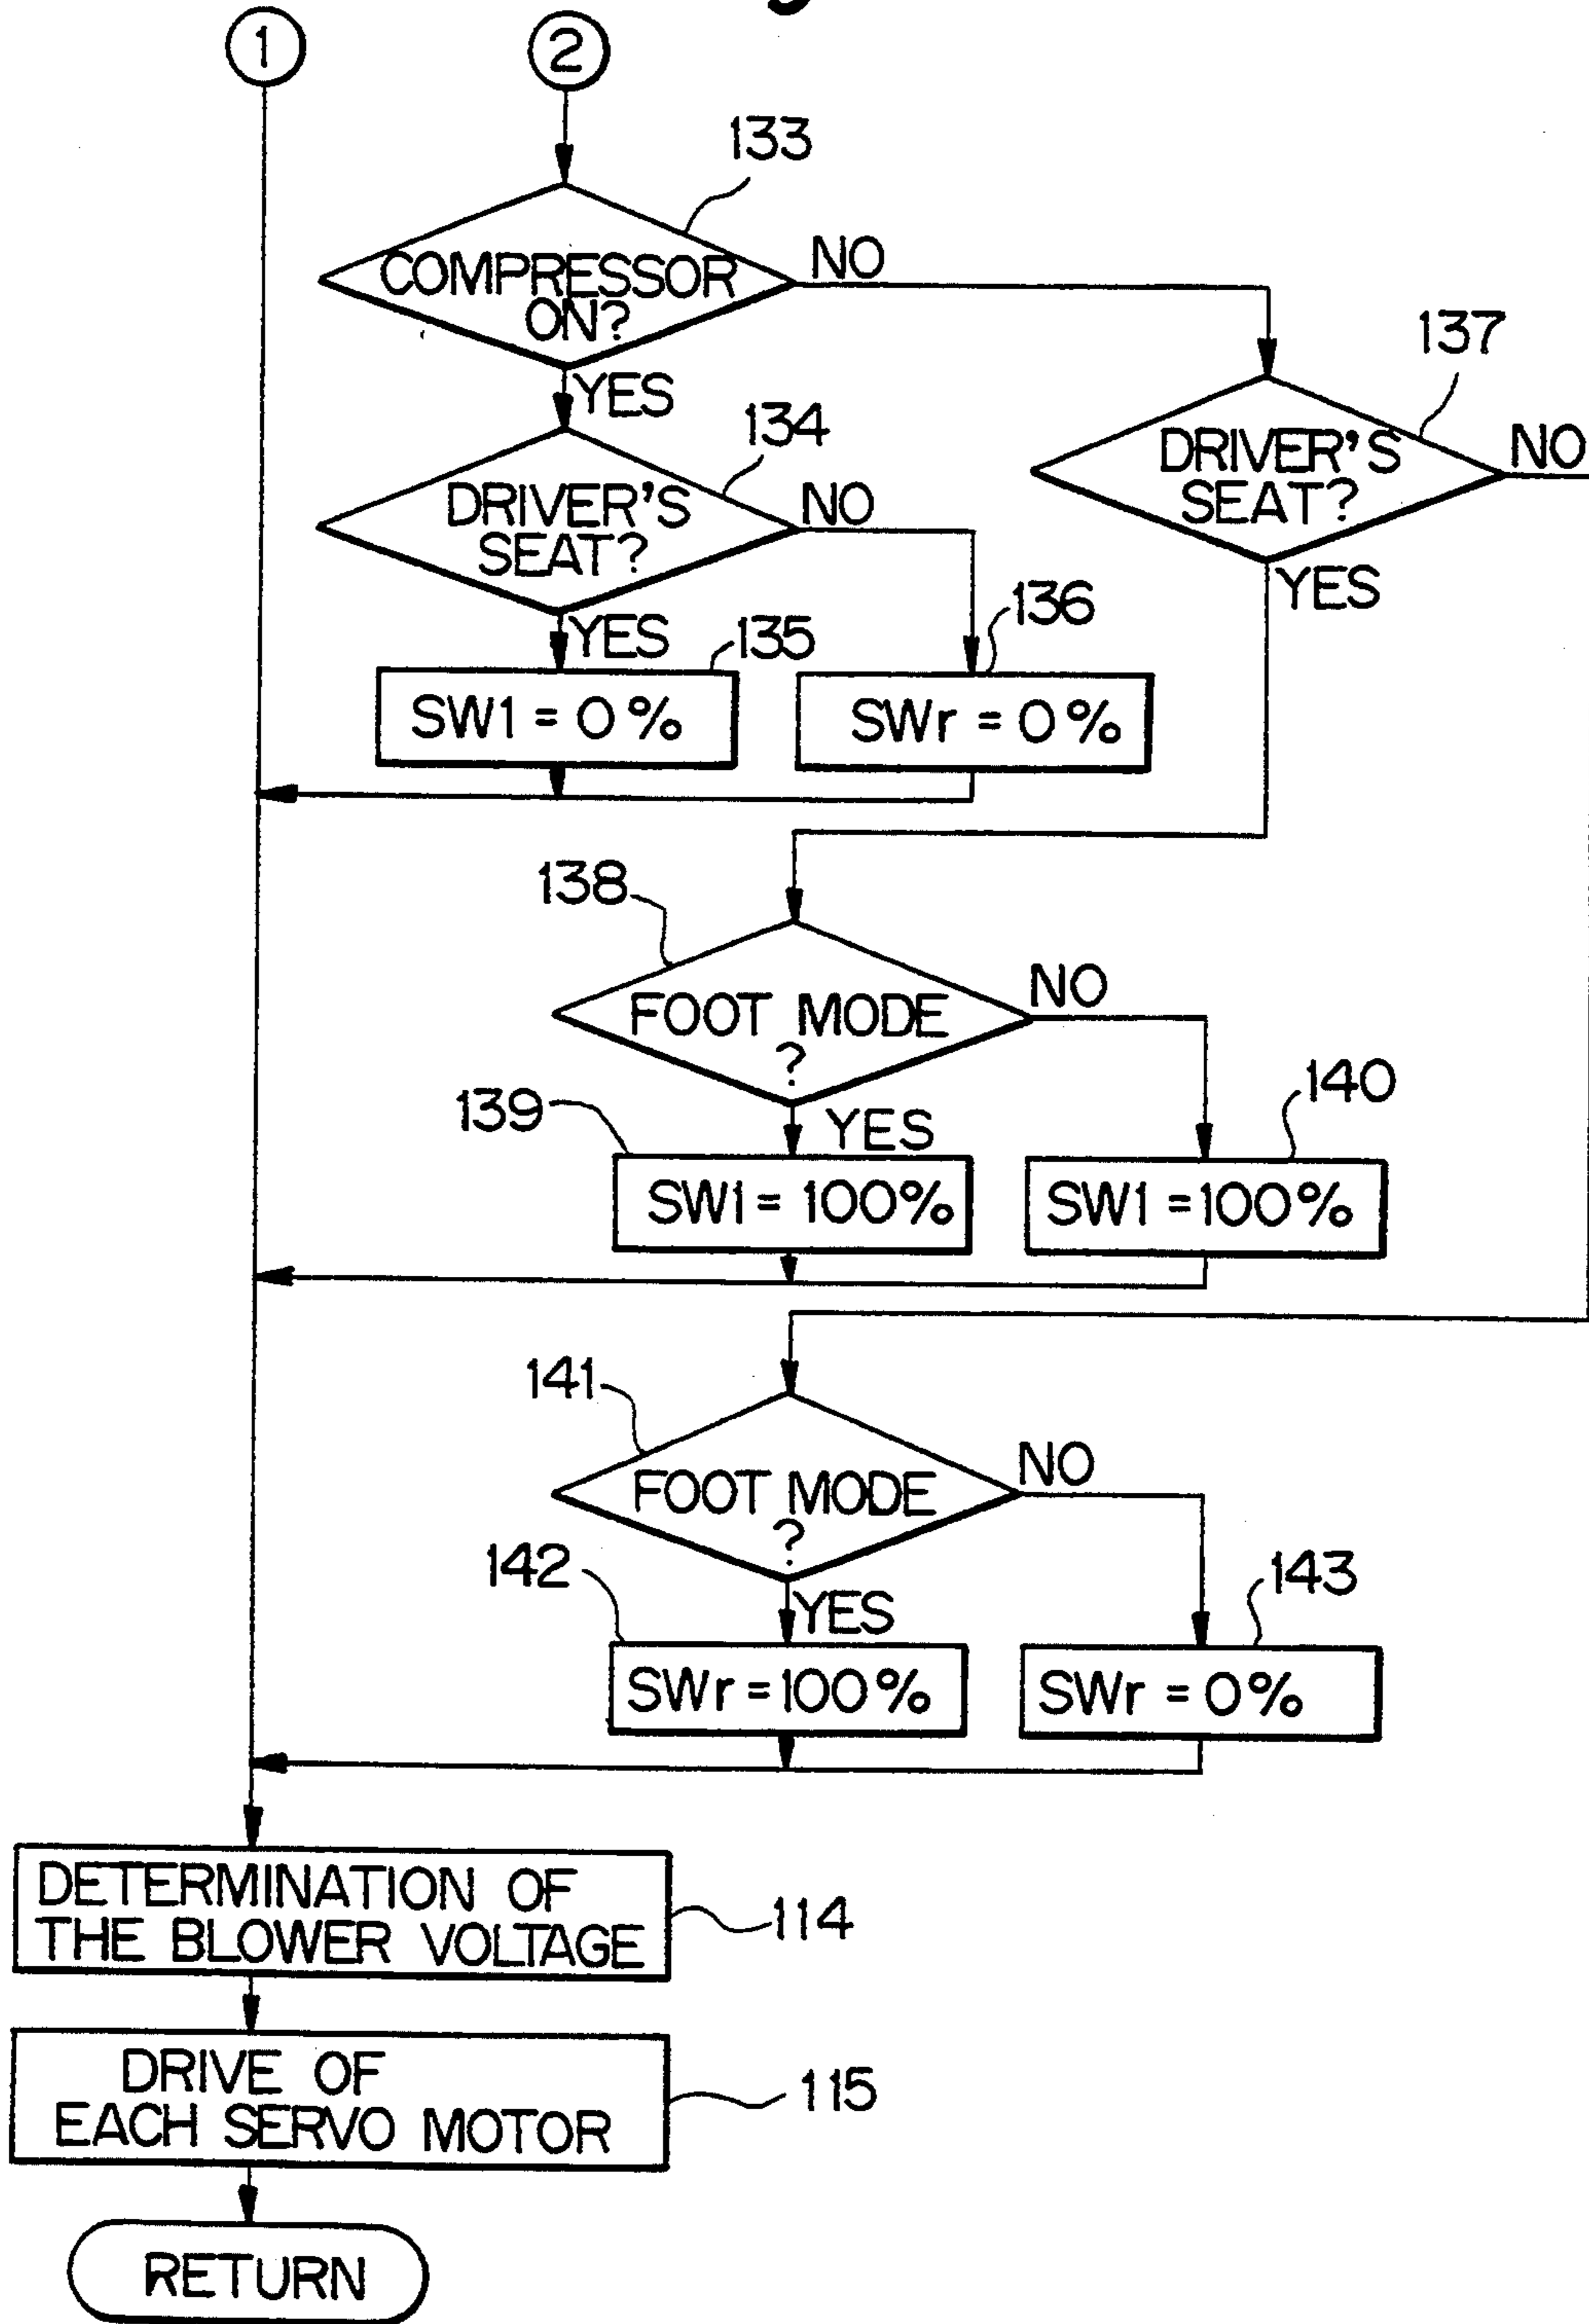 1
2
133
COMPRESSOR
ON?
NO
YES
137
DRIVER'S
SEAT?
NO
YES
134
DRIVER'S
SEAT?
NO
YES
135
SW1 = 0%
136
SWr = 0%
138
FOOT MODE
?
NO
YES
139
SW1 = 100%
140
SW1 = 100%
141
FOOT MODE
?
NO
YES
142
SWr = 100%
143
SWr = 0%
DETERMINATION OF
THE BLOWER VOLTAGE
114
DRIVE OF
EACH SERVO MOTOR
115
RETURN